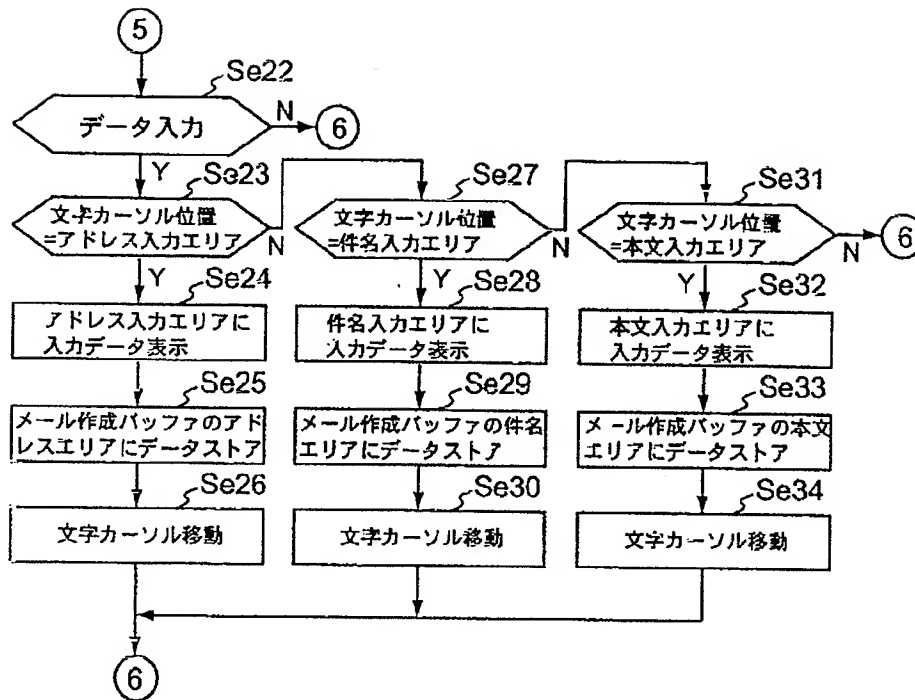 5
Se22
データ入力
N
6
Y
Se23
文字カーソル位置
=アドレス入力エリア
N
Se27
文字カーソル位置
=件名入力エリア
N
Se31
文字カーソル位置
=本文入力エリア
N
6
Y
Se24
アドレス入力エリアに
入力データ表示
Y
Se28
件名入力エリアに
入力データ表示
Y
Se32
本文入力エリアに
入力データ表示
Se25
メール作成バッファのアド
レスエリアにデータストア
Se29
メール作成バッファの件名
エリアにデータストア
Se33
メール作成バッファの本文
エリアにデータストア
Se26
文字カーソル移動
Se30
文字カーソル移動
Se34
文字カーソル移動
6